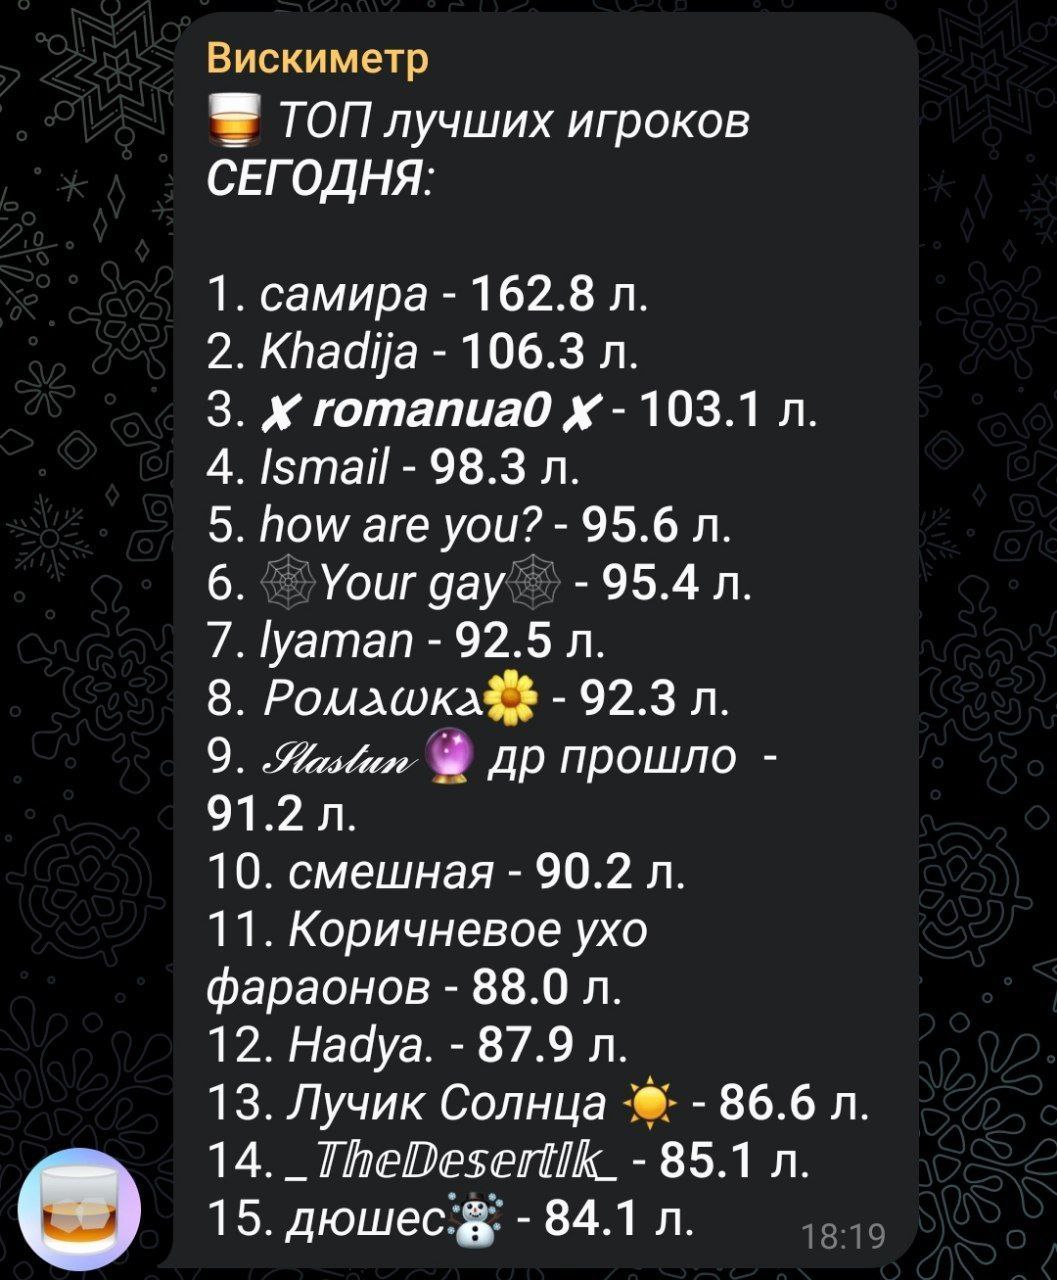 Вискиметр
🥃 ТОП лучших игроков
СЕГОДНЯ:
1. самира - 162.8 л.
2. Khadija - 106.3 л.
3. ✘ romanua0 ✘ - 103.1 л.
4. Ismail - 98.3 л.
5. how are you? - 95.6 л.
6. 🕸Your gay🕸 - 95.4 л.
7. lyaman - 92.5 л.
8. Ꮲᴏʍᴀɯᴋᴀ🌼 - 92.3 л.
9. 𝒮𝓁𝒶𝓈𝓉𝓊𝓃🔮 др прошло -
91.2 л.
10. смешная - 90.2 л.
11. Коричневое ухо
фараонов - 88.0 л.
12. Hadya. - 87.9 л.
13. Лучик Солнца ☀️ - 86.6 л.
14. _𝕋𝕙𝕖𝔻𝕖𝕤𝕖𝕣𝕥𝕀𝕜_ - 85.1 л.
15. дюшес☃️ - 84.1 л.
18:19